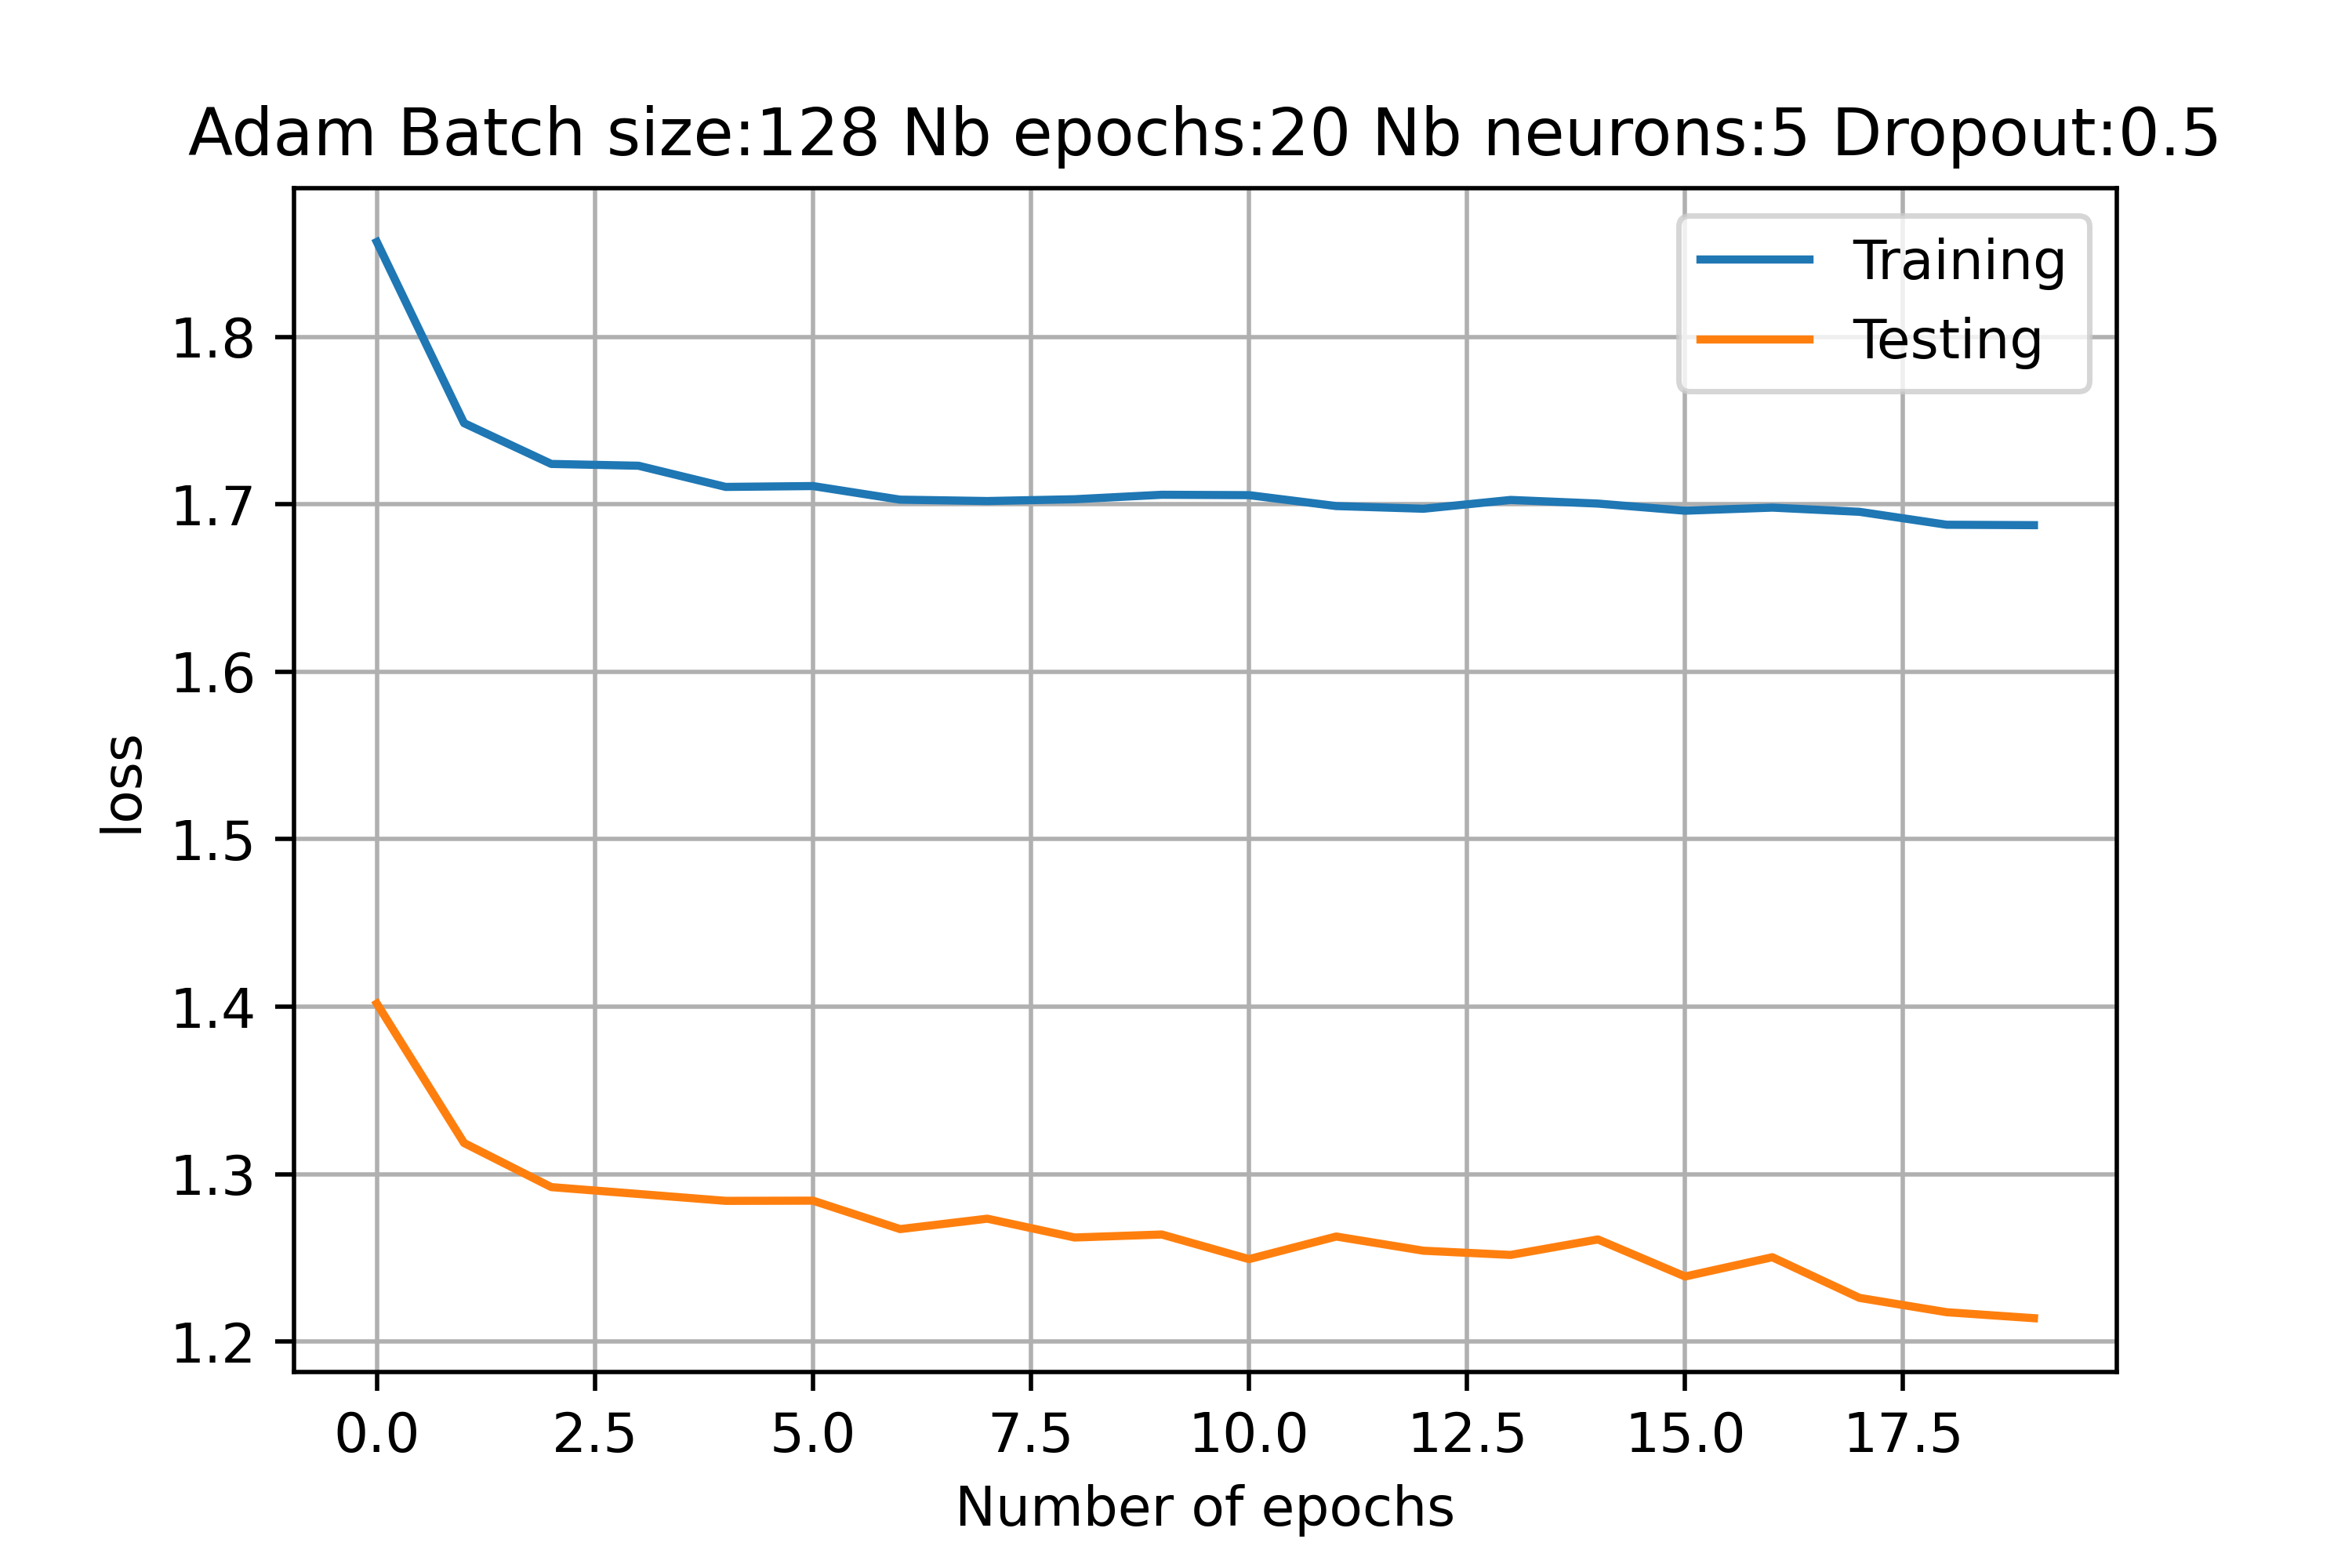 Adam Batch size:128 Nb epochs:20 Nb neurons:5 Dropout:0.5
Training
Testing
1.8
1.7
1.6
1.5
1.4
1.3
1.2
loss
0.0 2.5 5.0 7.5 10.0 12.5 15.0 17.5
Number of epochs